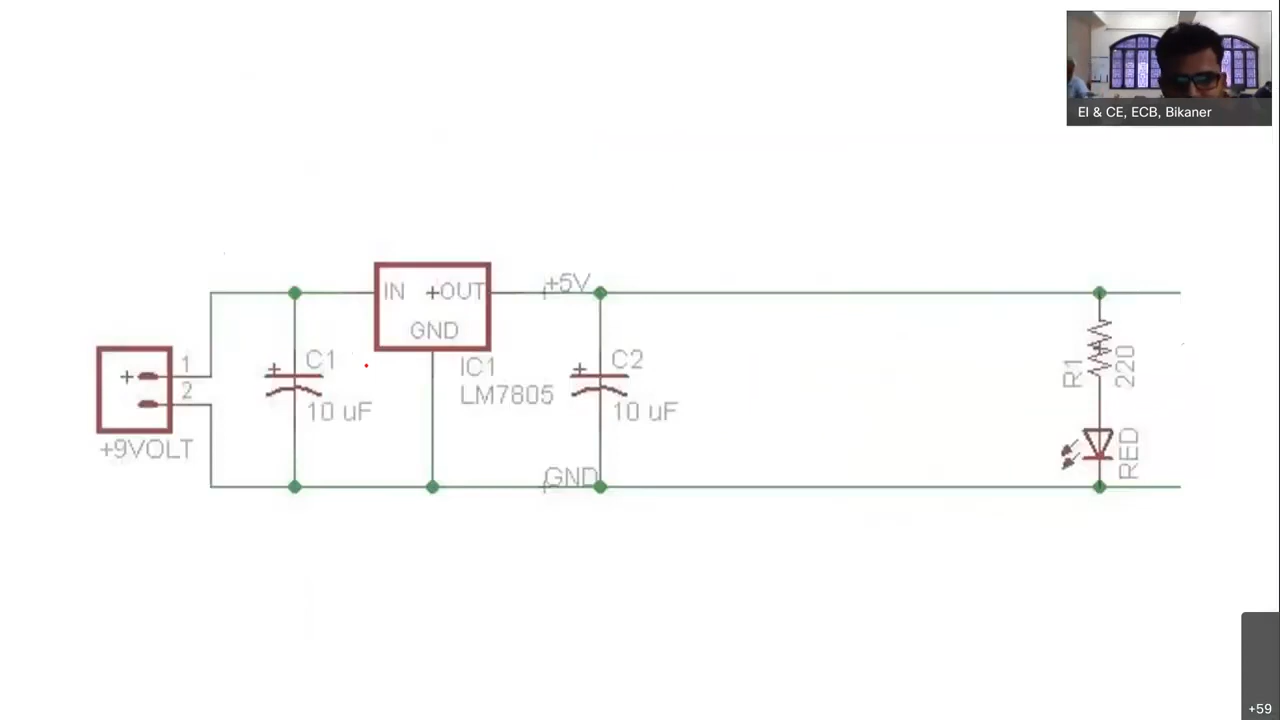 EI & CE, ECB, Bikaner
IN +OUT
GND
+5V
1
2
+
+9VOLT
+
C1
10 uF
IC1
LM7805
+
C2
10 uF
GND
R1
220
RED
+59